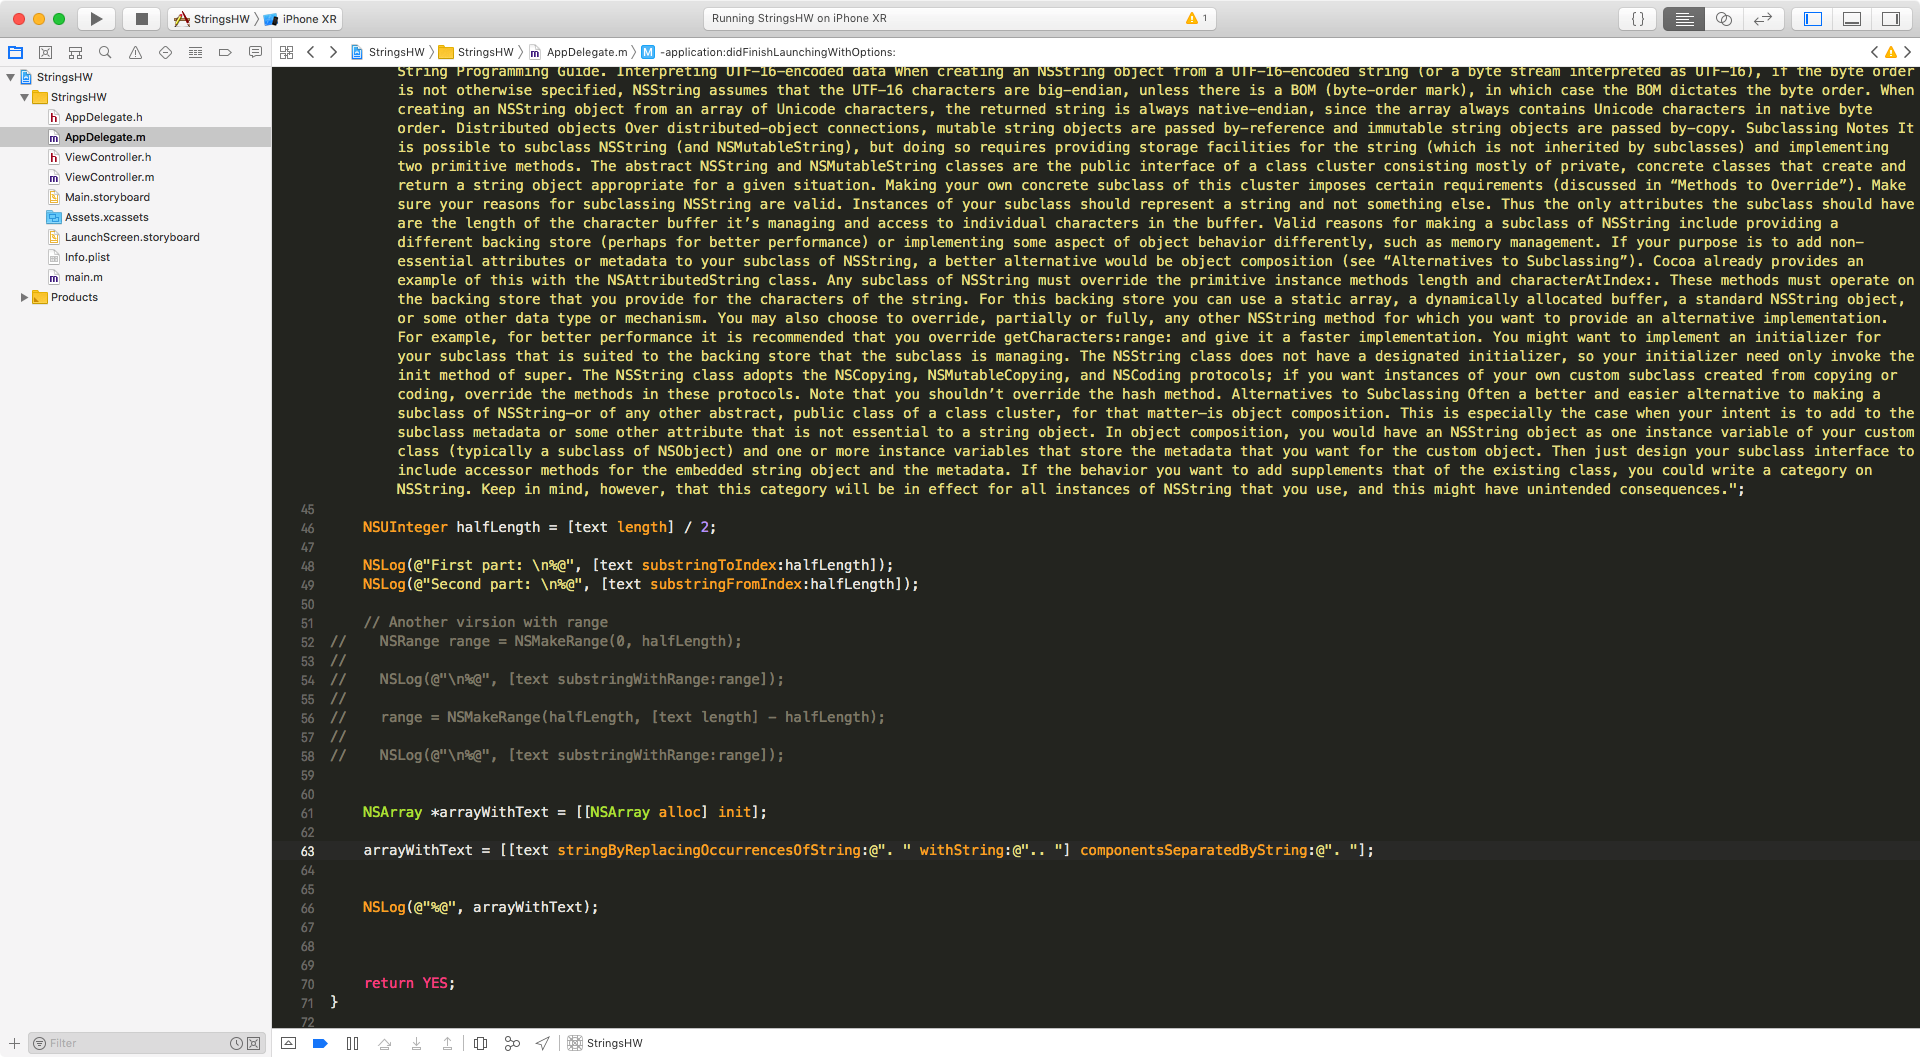 StringsHW
iPhone XR
Running StringsHW on iPhone XR
1
StringsHW
StringsHW
AppDelegate.m
-application:didFinishLaunchingWithOptions:
StringsHW
StringsHW
AppDelegate.h
AppDelegate.m
ViewController.h
ViewController.m
Main.storyboard
Assets.xcassets
LaunchScreen.storyboard
Info.plist
main.m
Products
String Programming Guide. Interpreting UTF-16-encoded data When creating an NSString object from a UTF-16-encoded string (or a byte stream interpreted as UTF-16), if the byte order
is not otherwise specified, NSString assumes that the UTF-16 characters are big-endian, unless there is a BOM (byte-order mark), in which case the BOM dictates the byte order. When
creating an NSString object from an array of Unicode characters, the returned string is always native-endian, since the array always contains Unicode characters in native byte
order. Distributed objects Over distributed-object connections, mutable string objects are passed by-reference and immutable string objects are passed by-copy. Subclassing Notes It
is possible to subclass NSString (and NSMutableString), but doing so requires providing storage facilities for the string (which is not inherited by subclasses) and implementing
two primitive methods. The abstract NSString and NSMutableString classes are the public interface of a class cluster consisting mostly of private, concrete classes that create and
return a string object appropriate for a given situation. Making your own concrete subclass of this cluster imposes certain requirements (discussed in “Methods to Override”). Make
sure your reasons for subclassing NSString are valid. Instances of your subclass should represent a string and not something else. Thus the only attributes the subclass should have
are the length of the character buffer it’s managing and access to individual characters in the buffer. Valid reasons for making a subclass of NSString include providing a
different backing store (perhaps for better performance) or implementing some aspect of object behavior differently, such as memory management. If your purpose is to add non-
essential attributes or metadata to your subclass of NSString, a better alternative would be object composition (see “Alternatives to Subclassing”). Cocoa already provides an
example of this with the NSAttributedString class. Any subclass of NSString must override the primitive instance methods length and characterAtIndex:. These methods must operate on
the backing store that you provide for the characters of the string. For this backing store you can use a static array, a dynamically allocated buffer, a standard NSString object,
or some other data type or mechanism. You may also choose to override, partially or fully, any other NSString method for which you want to provide an alternative implementation.
For example, for better performance it is recommended that you override getCharacters:range: and give it a faster implementation. You might want to implement an initializer for
your subclass that is suited to the backing store that the subclass is managing. The NSString class does not have a designated initializer, so your initializer need only invoke the
init method of super. The NSString class adopts the NSCopying, NSMutableCopying, and NSCoding protocols; if you want instances of your own custom subclass created from copying or
coding, override the methods in these protocols. Note that you shouldn’t override the hash method. Alternatives to Subclassing Often a better and easier alternative to making a
subclass of NSString—or of any other abstract, public class of a class cluster, for that matter—is object composition. This is especially the case when your intent is to add to the
subclass metadata or some other attribute that is not essential to a string object. In object composition, you would have an NSString object as one instance variable of your custom
class (typically a subclass of NSObject) and one or more instance variables that store the metadata that you want for the custom object. Then just design your subclass interface to
include accessor methods for the embedded string object and the metadata. If the behavior you want to add supplements that of the existing class, you could write a category on
NSString. Keep in mind, however, that this category will be in effect for all instances of NSString that you use, and this might have unintended consequences.";
45
46 NSUInteger halfLength = [text length] / 2;
47
48 NSLog(@"First part: \n%@", [text substringToIndex:halfLength]);
49 NSLog(@"Second part: \n%@", [text substringFromIndex:halfLength]);
50
51 // Another virsion with range
52 // NSRange range = NSMakeRange(0, halfLength);
53 //
54 // NSLog(@"\n%@", [text substringWithRange:range]);
55 //
56 // range = NSMakeRange(halfLength, [text length] - halfLength);
57 //
58 // NSLog(@"\n%@", [text substringWithRange:range]);
59
60
61 NSArray *arrayWithText = [[NSArray alloc] init];
62
63 arrayWithText = [[text stringByReplacingOccurrencesOfString:@". " withString:@".. "] componentsSeparatedByString:@". "];
64
65
66 NSLog(@"%@", arrayWithText);
67
68
69
70 return YES;
71 }
72
Filter
StringsHW